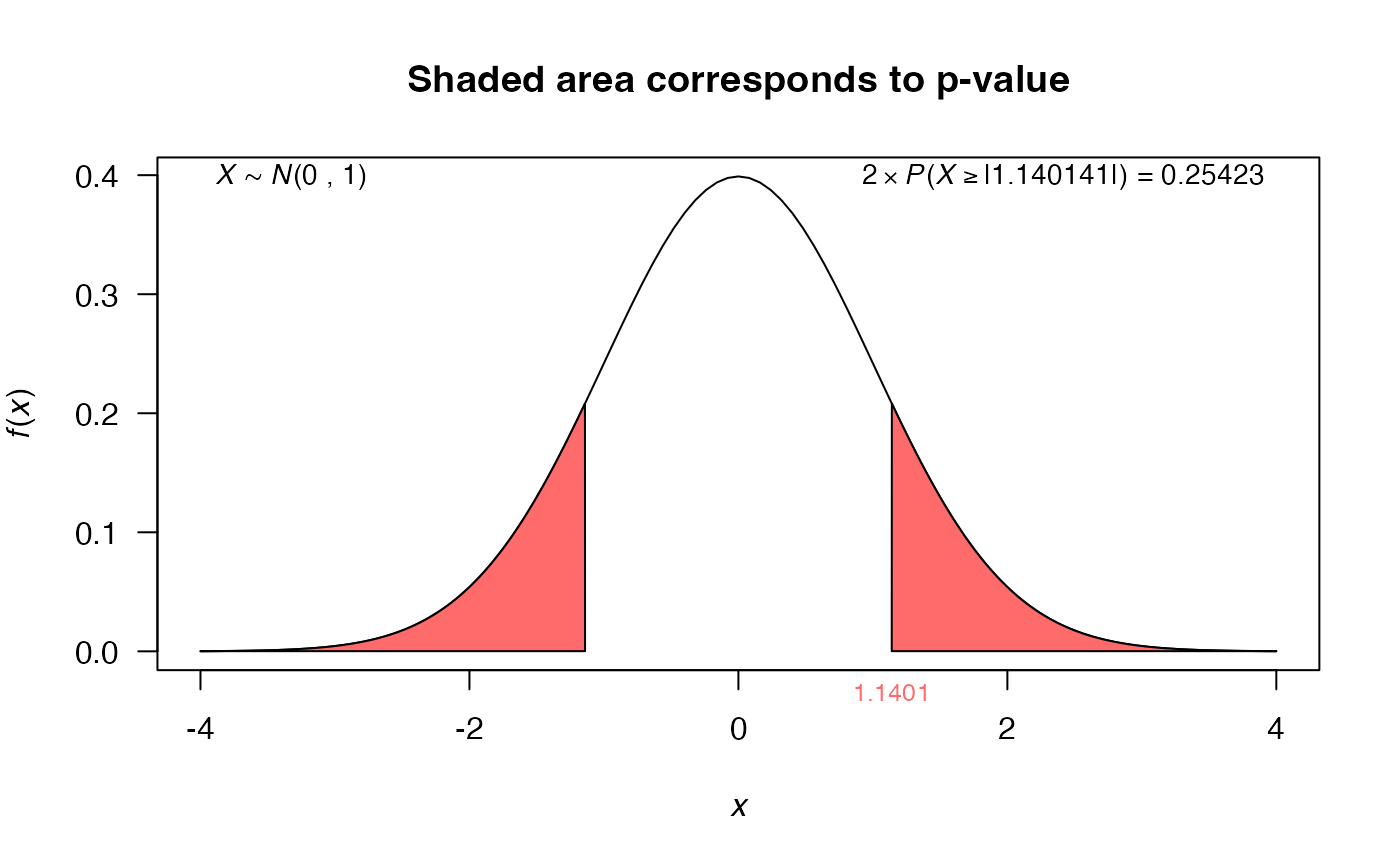 Shaded area corresponds to p-value
X ~ N(0 , 1)
2 × P(X ≥ |1.140141|) = 0.25423
0.4
0.3
0.2
0.1
0.0
f(x)
1.1401
-4 -2 0 2 4
x